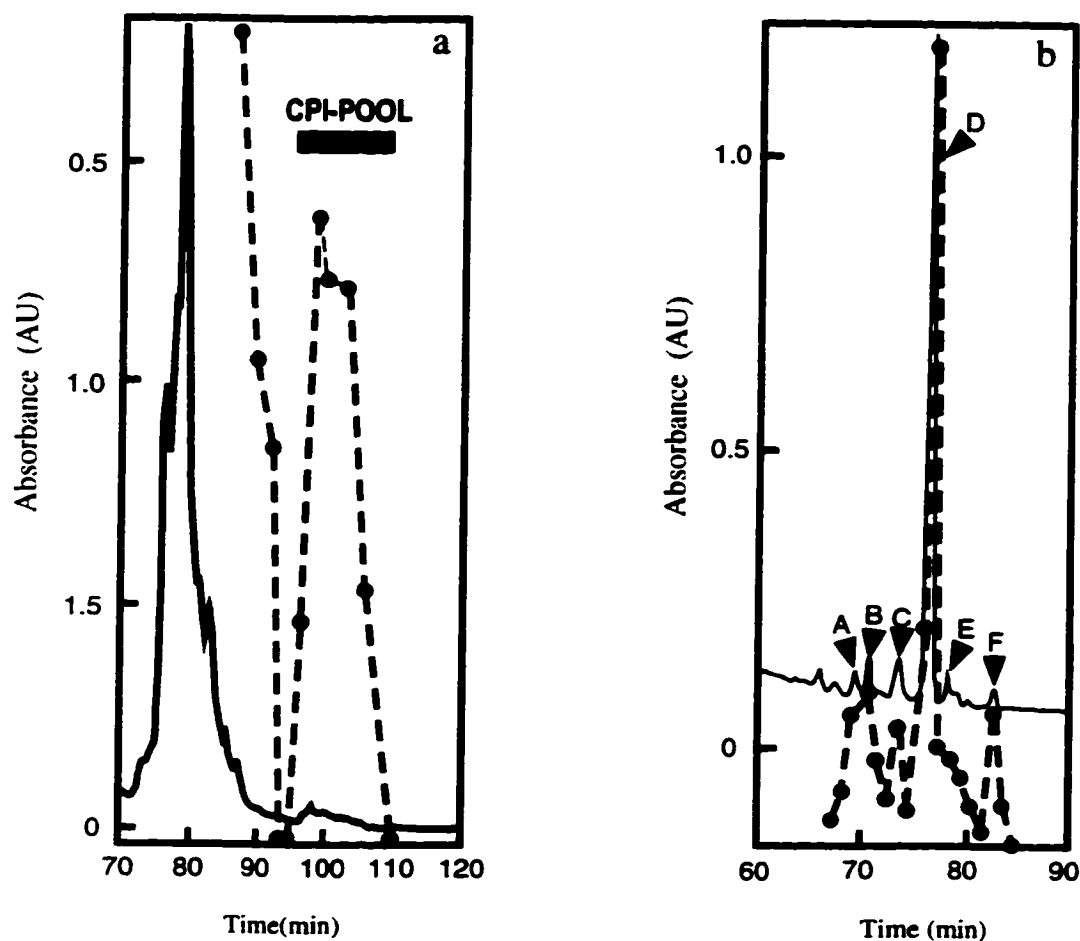 a
CPI-POOL
0.5
1.0
1.5
0
Absorbance (AU)
70 80 90 100 110 120
Time(min)
b
D
1.0
0.5
0
A B C E F
Absorbance (AU)
60 70 80 90
Time (min)